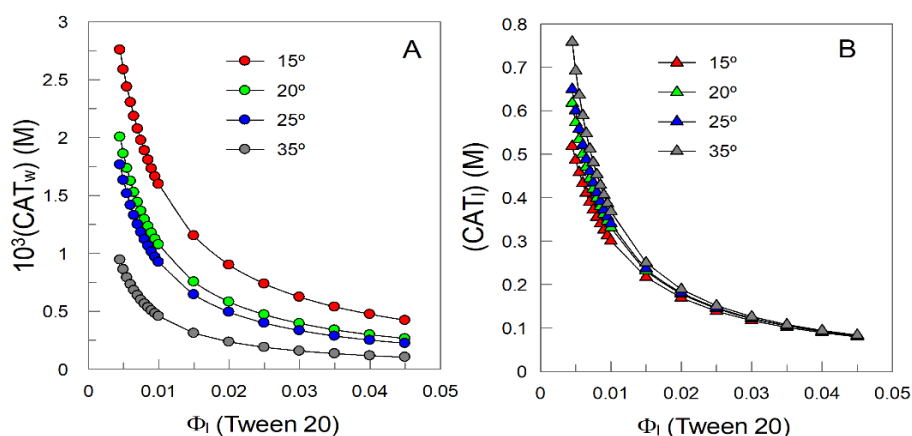 A
15º
20º
25º
35º
10³(CATw) (M)
3
2.5
2
1.5
1
0.5
0
0 0.01 0.02 0.03 0.04 0.05
ΦI (Tween 20)
B
15º
20º
25º
35º
(CATI) (M)
0.8
0.7
0.6
0.5
0.4
0.3
0.2
0.1
0
0 0.01 0.02 0.03 0.04 0.05
ΦI (Tween 20)